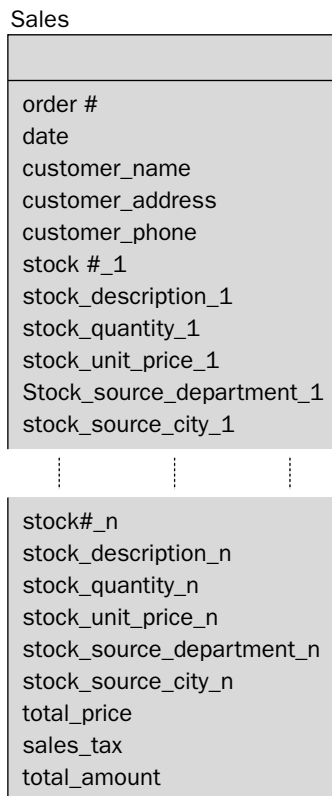 Sales
order #
date
customer_name
customer_address
customer_phone
stock #_1
stock_description_1
stock_quantity_1
stock_unit_price_1
Stock_source_department_1
stock_source_city_1
stock#_n
stock_description_n
stock_quantity_n
stock_unit_price_n
stock_source_department_n
stock_source_city_n
total_price
sales_tax
total_amount